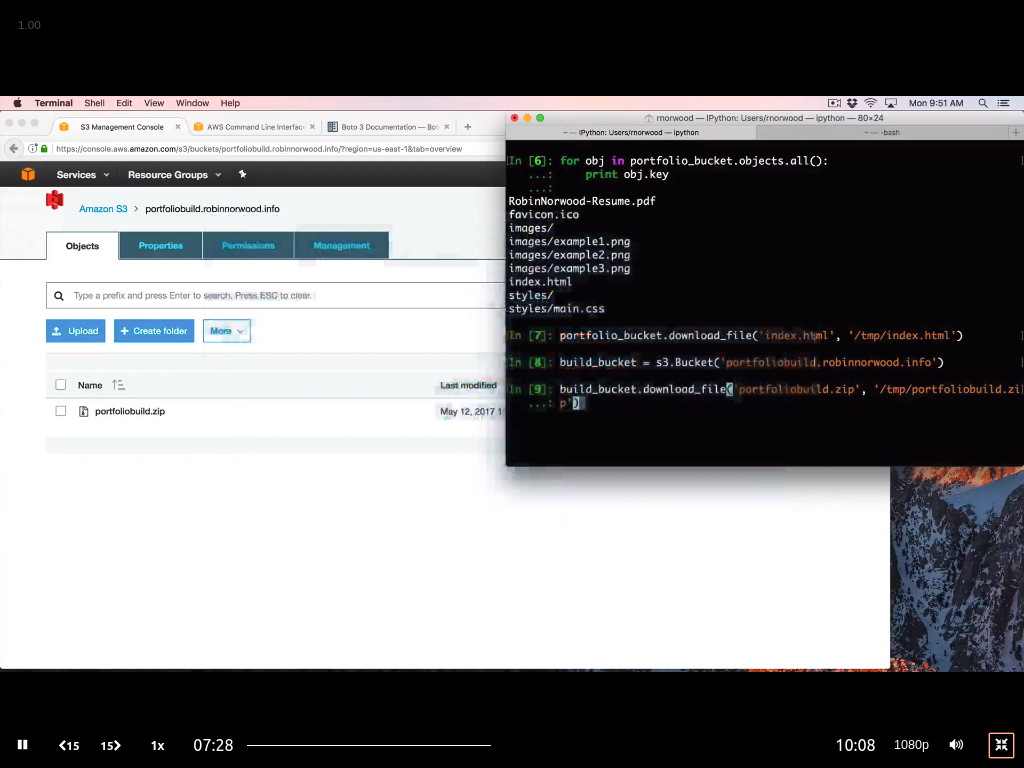 1.00
Terminal Shell Edit View Window Help
Mon 9:51 AM
S3 Management Console
AWS Command Line Interfac
Boto 3 Documentation — Bot
https://console.aws.amazon.com/s3/buckets/portfoliobuild.robinnorwood.info/?region=us-east-1&tab=overview
Services
Resource Groups
Amazon S3 > portfoliobuild.robinnorwood.info
Objects
Properties
Permissions
Management
Type a prefix and press Enter to search. Press ESC to clear.
Upload
+ Create folder
More
Name
Last modified
portfoliobuild.zip
May 12, 2017 1
rnorwood — IPython: Users/rnorwood — ipython — 80×24
~ — IPython: Users/rnorwood — ipython
~ — -bash
In [6]: for obj in portfolio_bucket.objects.all():
...: print obj.key
...:
RobinNorwood-Resume.pdf
favicon.ico
images/
images/example1.png
images/example2.png
images/example3.png
index.html
styles/
styles/main.css
In [7]: portfolio_bucket.download_file('index.html', '/tmp/index.html')
In [8]: build_bucket = s3.Bucket('portfoliobuild.robinnorwood.info')
In [9]: build_bucket.download_file('portfoliobuild.zip', '/tmp/portfoliobuild.zi
...: p')
15
15
1x
07:28
10:08
1080p